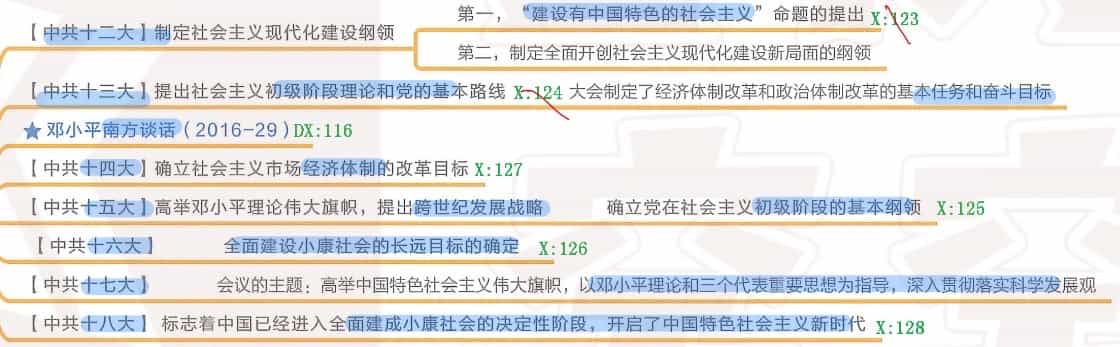 【中共十二大】制定社会主义现代化建设纲领
第一，“建设有中国特色的社会主义”命题的提出 X:123
第二，制定全面开创社会主义现代化建设新局面的纲领
【中共十三大】提出社会主义初级阶段理论和党的基本路线 X:124 大会制定了经济体制改革和政治体制改革的基本任务和奋斗目标
★ 邓小平南方谈话（2016-29）DX:116
【中共十四大】确立社会主义市场经济体制的改革目标 X:127
【中共十五大】高举邓小平理论伟大旗帜，提出跨世纪发展战略 确立党在社会主义初级阶段的基本纲领 X:125
【中共十六大】 全面建设小康社会的长远目标的确定 X:126
【中共十七大】 会议的主题：高举中国特色社会主义伟大旗帜，以邓小平理论和三个代表重要思想为指导，深入贯彻落实科学发展观
【中共十八大】 标志着中国已经进入全面建成小康社会的决定性阶段，开启了中国特色社会主义新时代 X:128